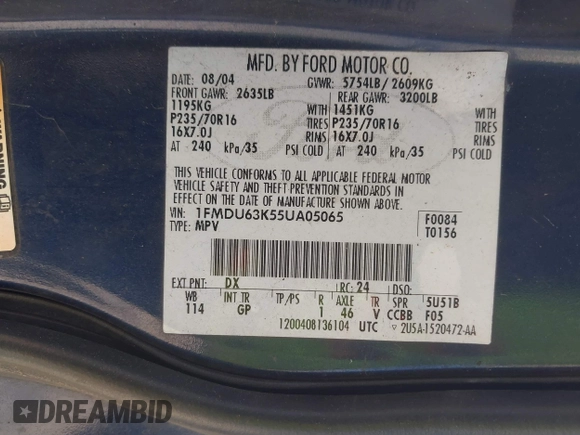 MFD. BY FORD MOTOR CO.
DATE: 08/04 GVWR: 5754LB/2609KG
FRONT GAWR: 2635LB REAR GAWR: 3200LB
1195KG WITH 1451KG WITH
P235/70R16 TIRES P235/70R16 TIRES
16X7.0J RIMS 16X7.0J RIMS
AT 240 kPa/35 PSI COLD AT 240 kPa/35 PSI COLD
THIS VEHICLE CONFORMS TO ALL APPLICABLE FEDERAL MOTOR
VEHICLE SAFETY AND THEFT PREVENTION STANDARDS IN
EFFECT ON THE DATE OF MANUFACTURE SHOWN ABOVE.
VIN: 1FMDU63K55UA05065 F0084
TYPE: MPV T0156
EXT PNT: DX RC: 24 DSO:
WB INT TR TP/PS R AXLE TR SPR 5U51B
114 GP 1 46 V CCBB F05
1200408136104 UTC ▽ 2U5A-1520472-AA
Ford
WARNING
DREAMBID